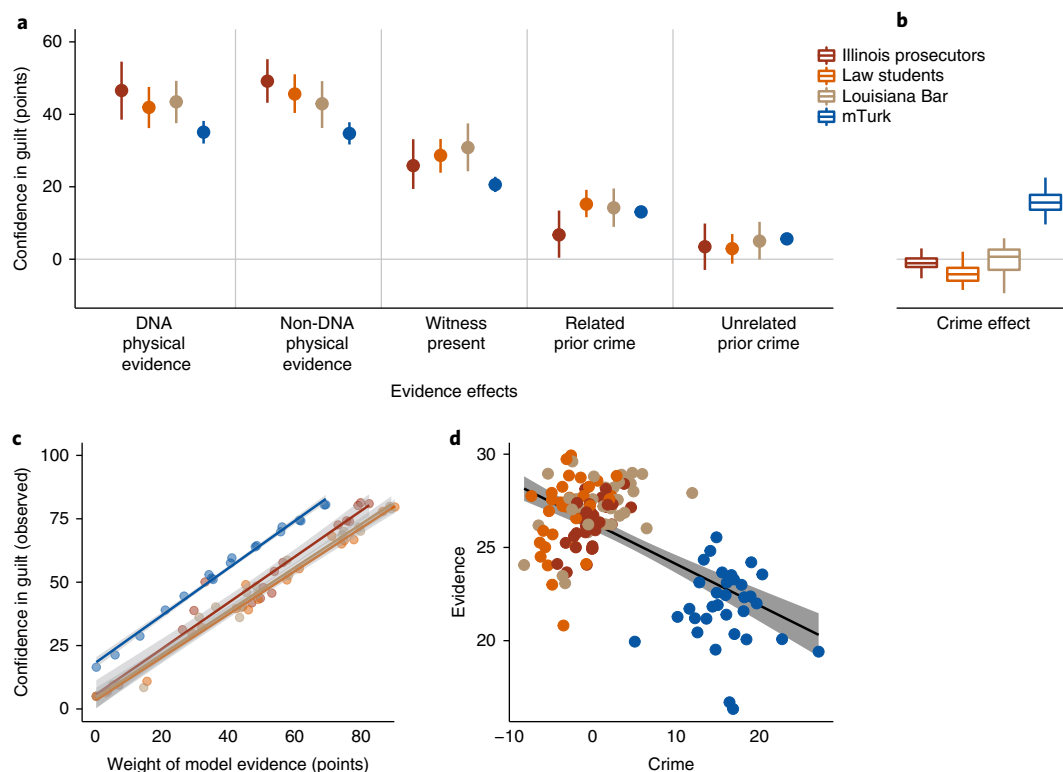 a
b
60
40
20
0
Confidence in guilt (points)
DNA
physical
evidence
Non-DNA
physical
evidence
Witness
present
Related
prior crime
Unrelated
prior crime
Evidence effects
Illinois prosecutors
Law students
Louisiana Bar
mTurk
Crime effect
c
100
75
50
25
0
Confidence in guilt (observed)
0
20
40
60
80
Weight of model evidence (points)
d
30
25
20
Evidence
−10
0
10
20
Crime